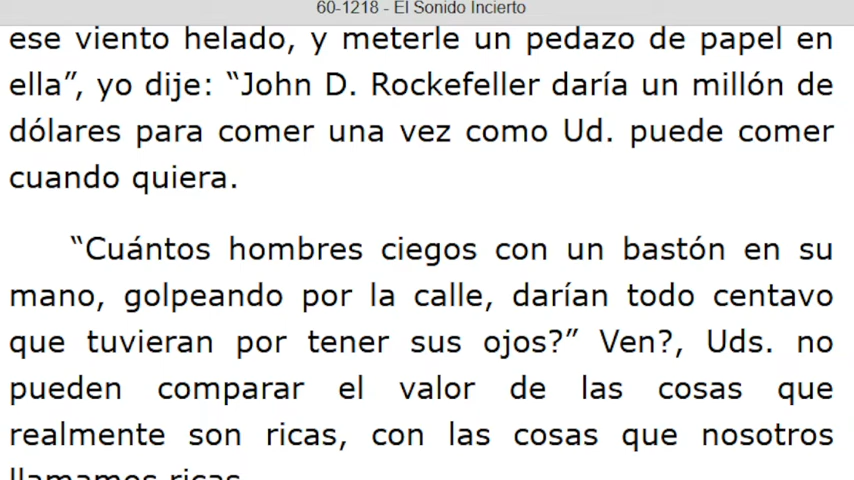 60-1218 - El Sonido Incierto
ese viento helado, y meterle un pedazo de papel en
ella”, yo dije: “John D. Rockefeller daría un millón de
dólares para comer una vez como Ud. puede comer
cuando quiera.
“Cuántos hombres ciegos con un bastón en su
mano, golpeando por la calle, darían todo centavo
que tuvieran por tener sus ojos?” Ven?, Uds. no
pueden comparar el valor de las cosas que
realmente son ricas, con las cosas que nosotros
llamamos ricas.